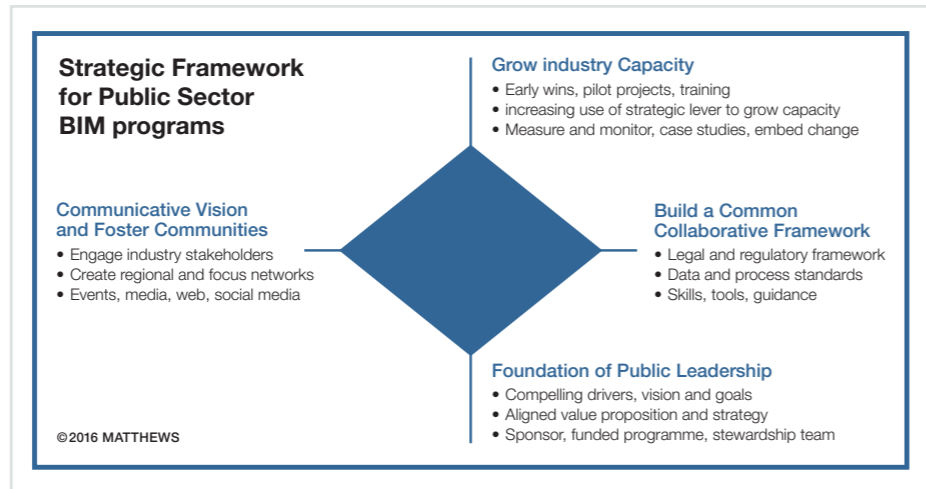 Strategic Framework
for Public Sector
BIM programs
Grow industry Capacity
• Early wins, pilot projects, training
• increasing use of strategic lever to grow capacity
• Measure and monitor, case studies, embed change
Communicative Vision
and Foster Communities
• Engage industry stakeholders
• Create regional and focus networks
• Events, media, web, social media
Build a Common
Collaborative Framework
• Legal and regulatory framework
• Data and process standards
• Skills, tools, guidance
Foundation of Public Leadership
• Compelling drivers, vision and goals
• Aligned value proposition and strategy
• Sponsor, funded programme, stewardship team
©2016 MATTHEWS